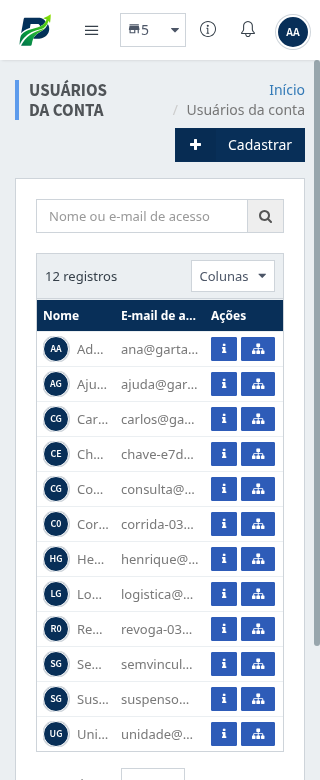 5
AA
USUÁRIOS
DA CONTA
Início
/ Usuários da conta
Cadastrar
Nome ou e-mail de acesso
12 registros
Colunas
Nome E-mail de a... Ações
AA Ad... ana@garta...
AG Aju... ajuda@gar...
CG Car... carlos@ga...
CE Ch... chave-e7d...
CG Co... consulta@...
C0 Cor... corrida-03...
HG He... henrique@...
LG Lo... logistica@...
R0 Re... revoga-03...
SG Se... semvincul...
SG Sus... suspenso...
UG Uni... unidade@...